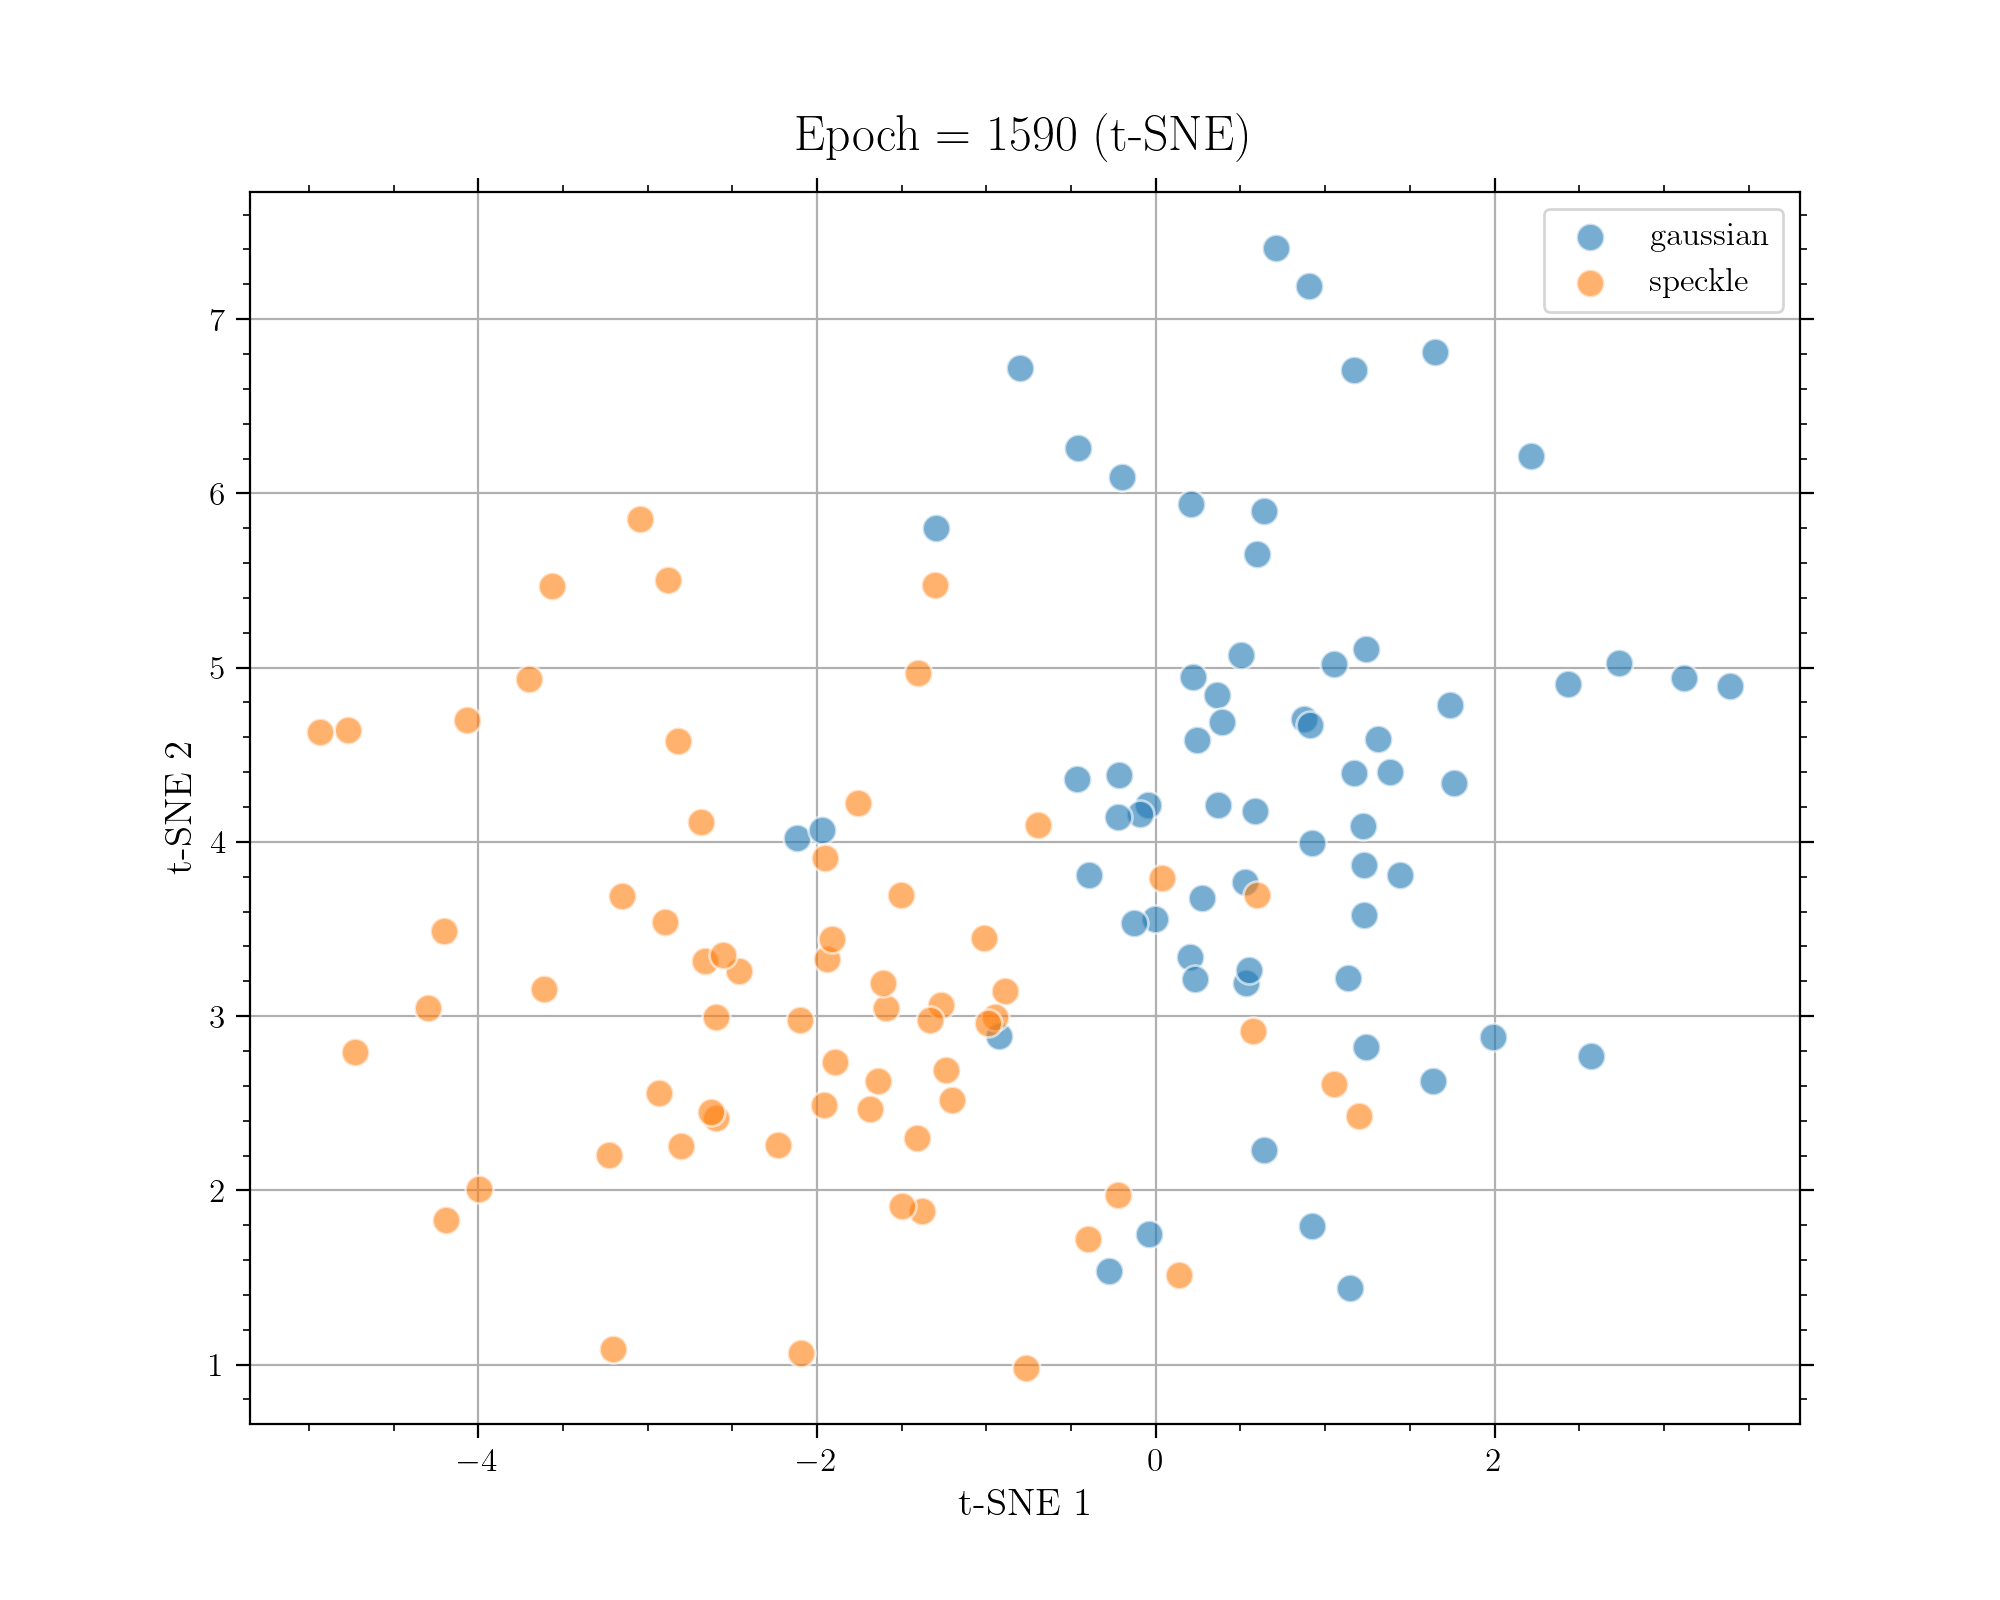 Epoch = 1590 (t-SNE)
gaussian
speckle
7
6
5
4
3
2
1
t-SNE 2
−4
−2
0
2
t-SNE 1